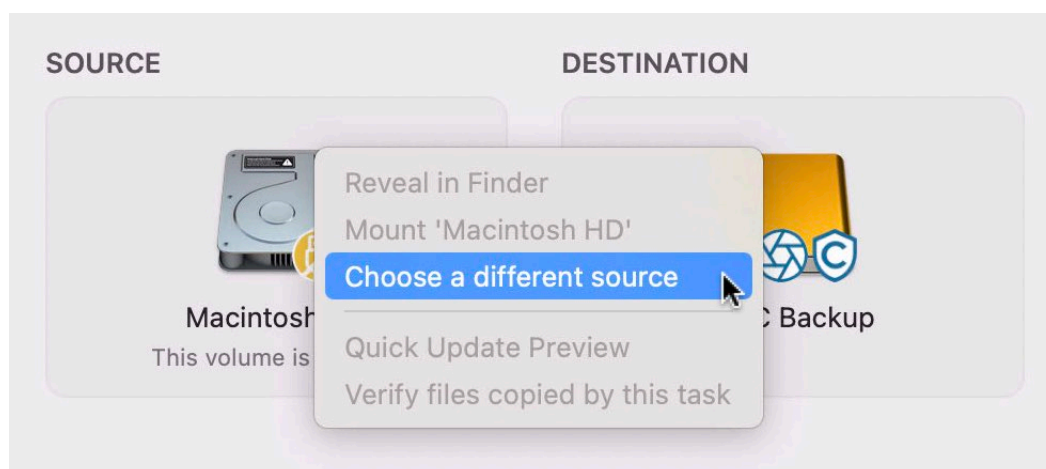 SOURCE
DESTINATION
Reveal in Finder
Mount 'Macintosh HD'
Choose a different source
Quick Update Preview
Verify files copied by this task
Macintosh
This volume is
C Backup